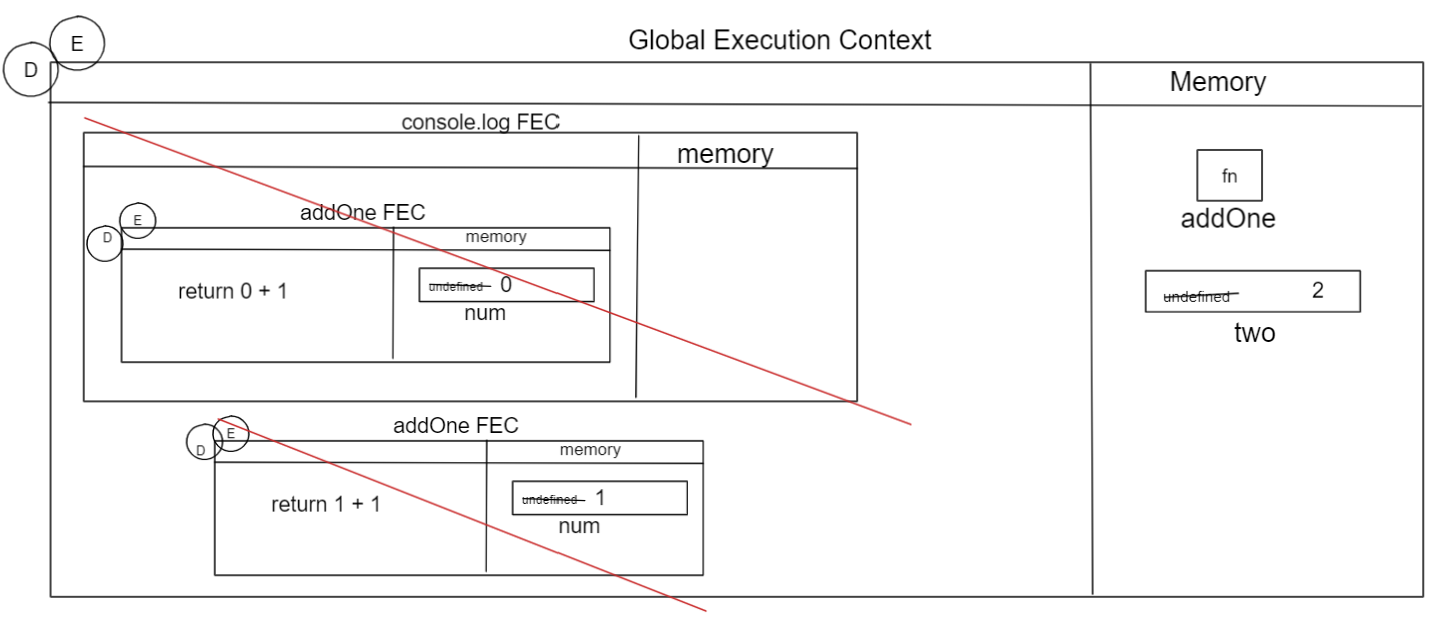 E
Global Execution Context
D
Memory
console.log FEC
memory
fn
addOne FEC
E
addOne
D
memory
return 0 + 1
undefined 0
undefined 2
num
two
addOne FEC
E
D
memory
return 1 + 1
undefined 1
num